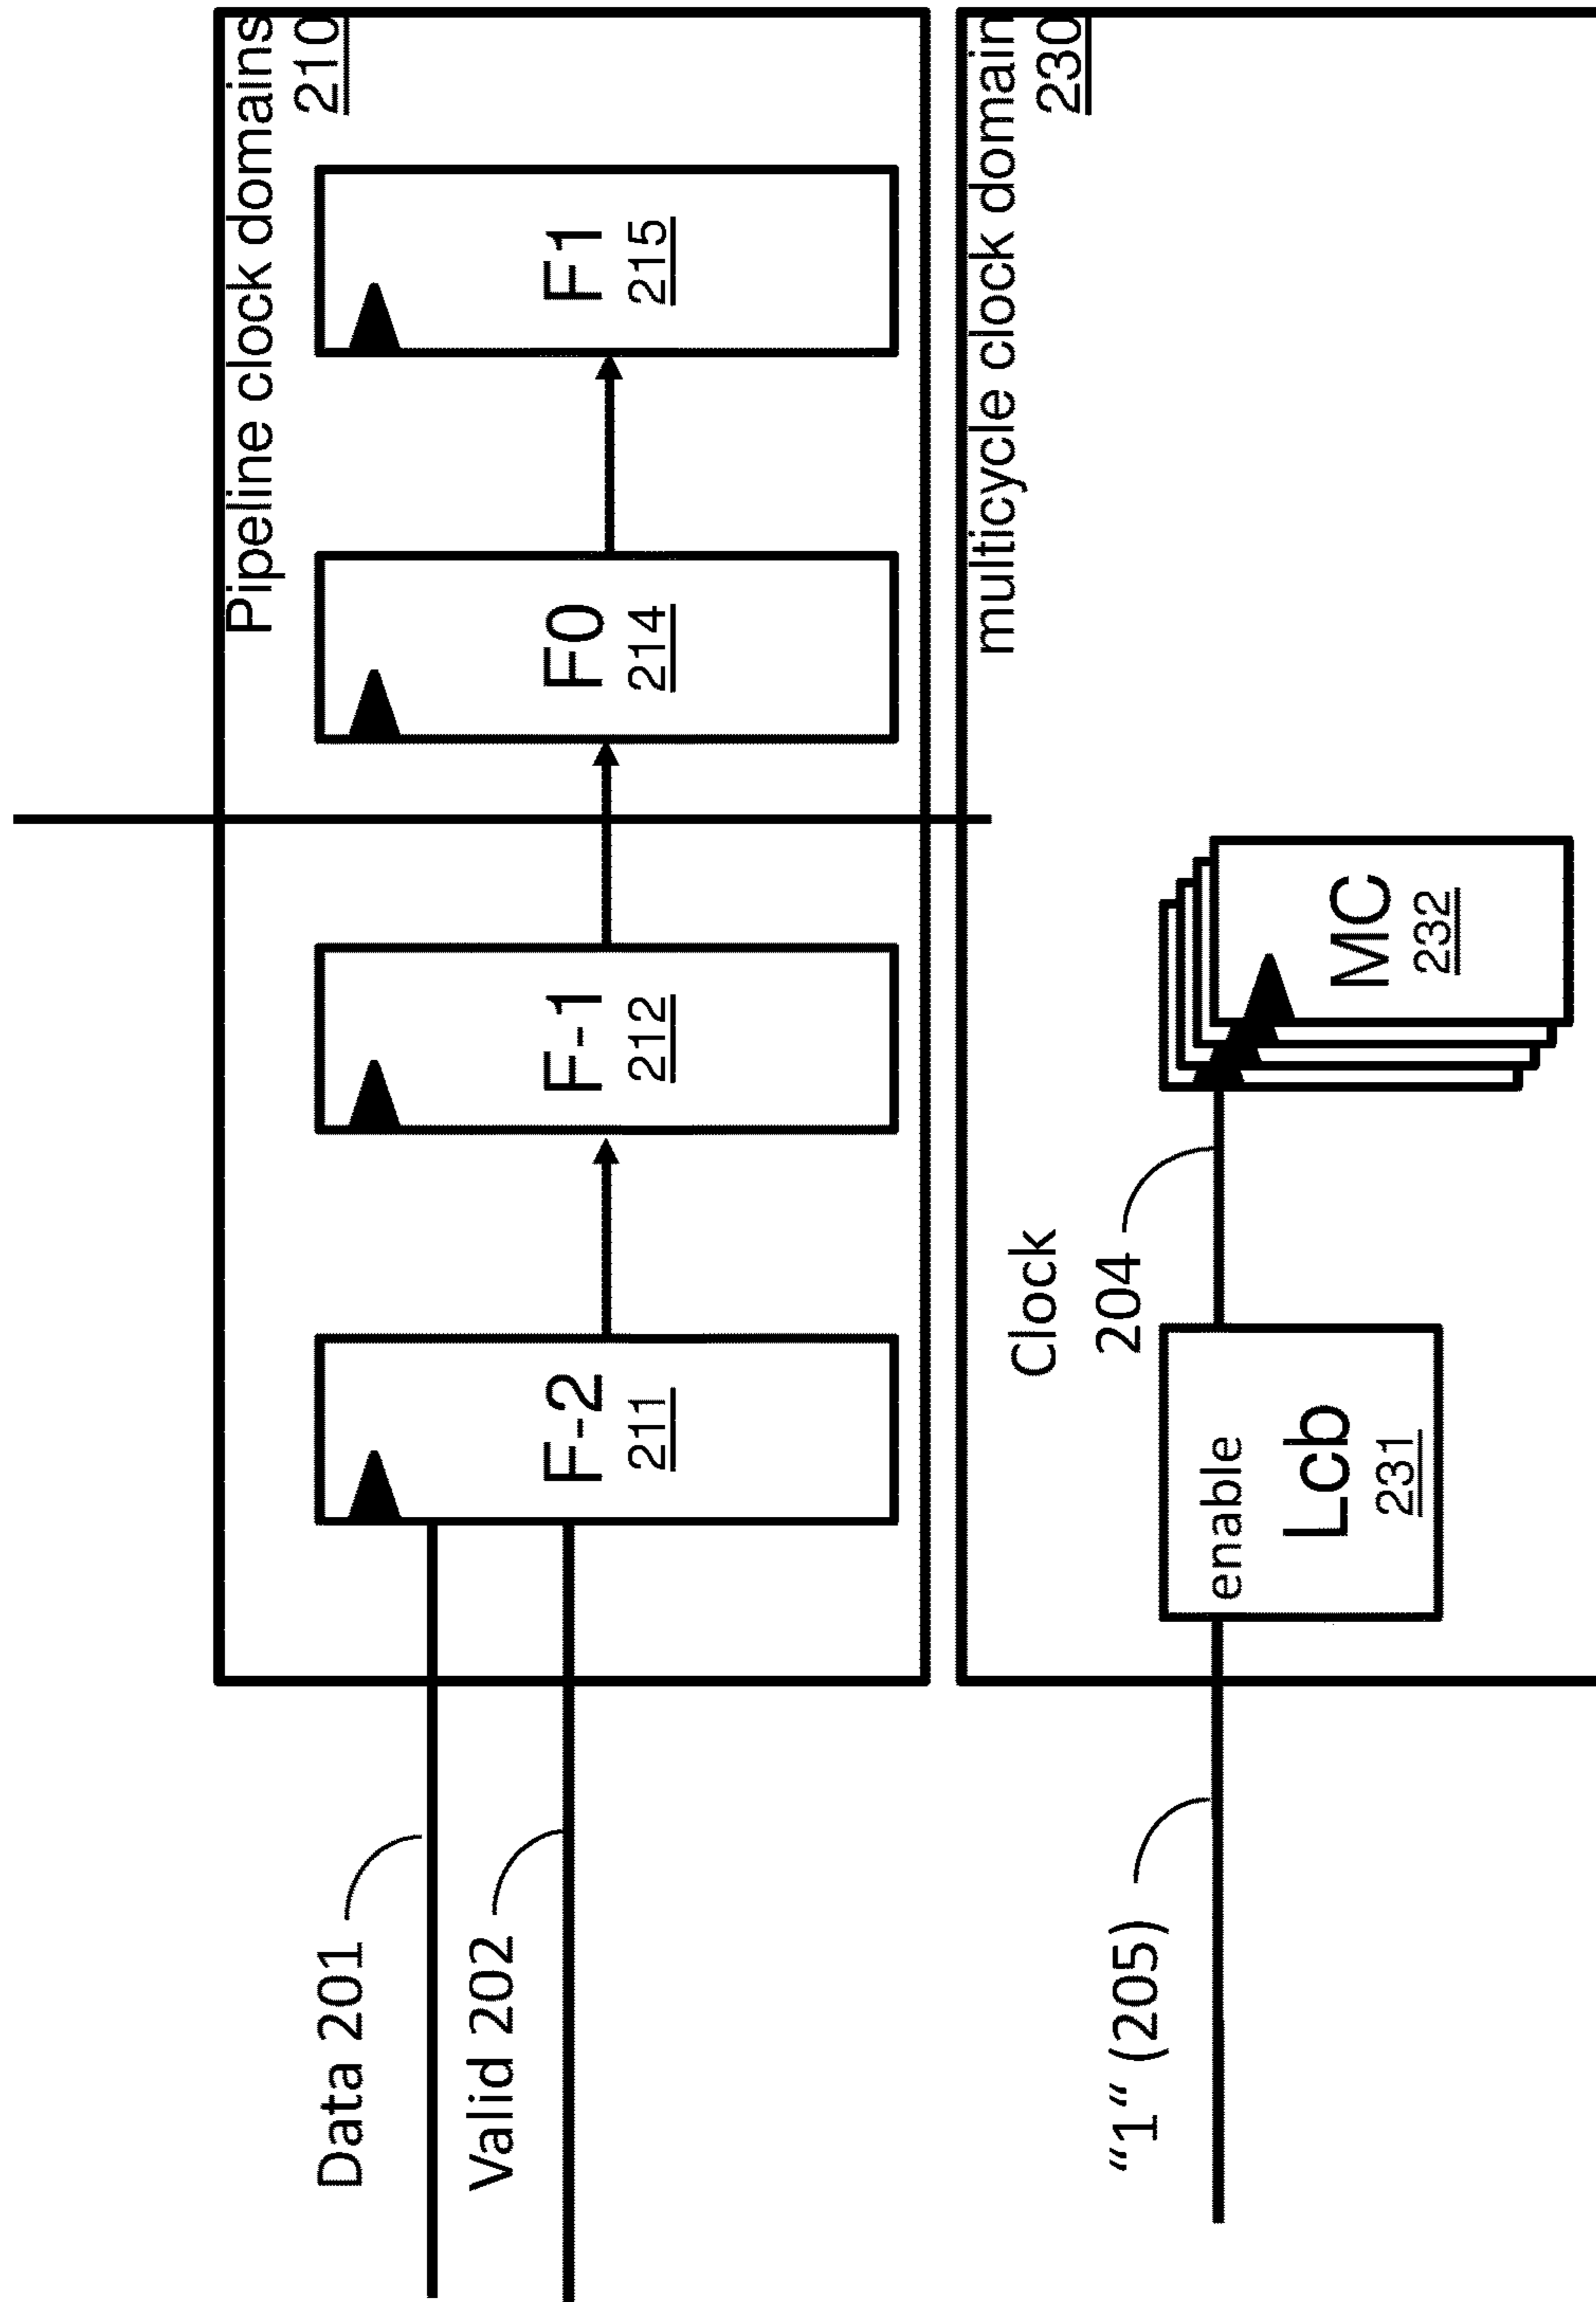 Pipeline clock domains
210
Data 201
Valid 202
F-2
211
F-1
212
F0
214
F1
215
multicycle clock domain
230
Clock
204
“1“ (205)
enable
Lcb
231
MC
232